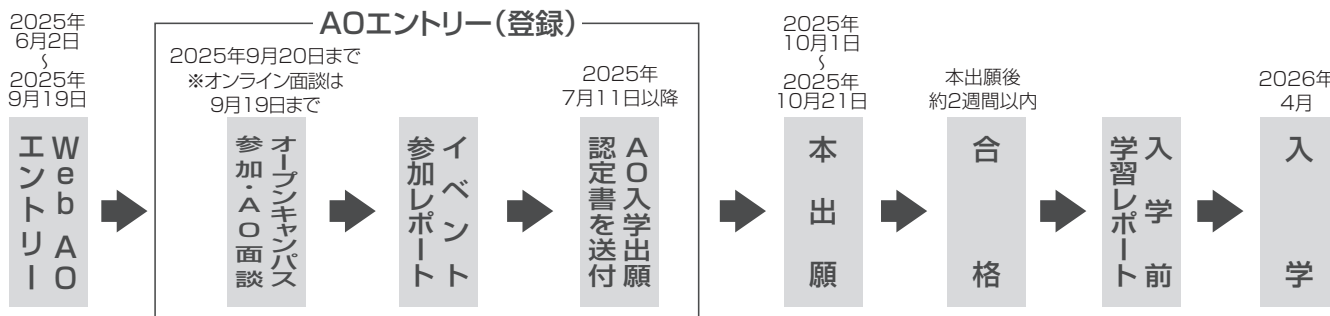 2025年
6月2日
〜
2025年
9月19日
Web AO
エントリー
AOエントリー(登録)
2025年9月20日まで
※オンライン面談は
9月19日まで
オープンキャンパス
参加・AO面談
イベント
参加レポート
2025年
7月11日以降
AO入学出願
認定書を送付
2025年
10月1日
〜
2025年
10月21日
本出願
本出願後
約2週間以内
合格
入学前
学習レポート
2026年
4月
入学